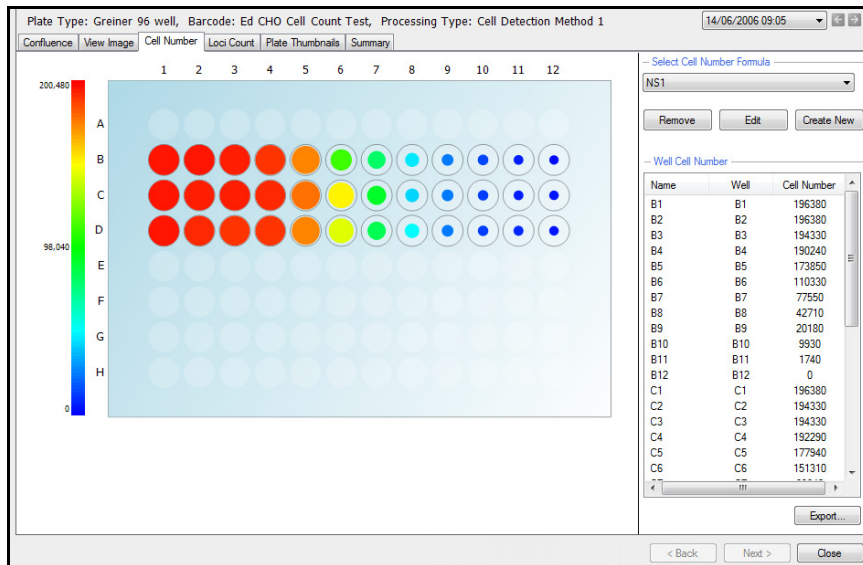 Plate Type: Greiner 96 well, Barcode: Ed CHO Cell Count Test, Processing Type: Cell Detection Method 1
14/06/2006 09:05
Confluence View Image Cell Number Loci Count Plate Thumbnails Summary
1 2 3 4 5 6 7 8 9 10 11 12
200,480
98,040
0
A
B
C
D
E
F
G
H
Select Cell Number Formula
NS1
Remove Edit Create New
Well Cell Number
Name Well Cell Number
B1 B1 196380
B2 B2 196380
B3 B3 194330
B4 B4 190240
B5 B5 173850
B6 B6 110330
B7 B7 77550
B8 B8 42710
B9 B9 20180
B10 B10 9930
B11 B11 1740
B12 B12 0
C1 C1 196380
C2 C2 194330
C3 C3 194330
C4 C4 192290
C5 C5 177940
C6 C6 151310
Export...
< Back Next > Close